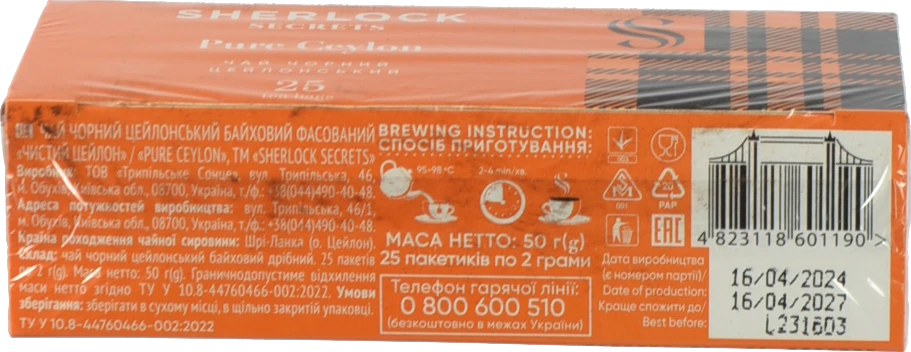 SHERLOCK
SECRETS
Pure Ceylon
ЧАЙ ЧОРНИЙ
ЦЕЙЛОНСЬКИЙ
25
ЧАЙ ЧОРНИЙ ЦЕЙЛОНСЬКИЙ БАЙХОВИЙ ФАСОВАНИЙ
«ЧИСТИЙ ЦЕЙЛОН» / «PURE CEYLON», ТМ «SHERLOCK SECRETS»
Виробник: ТОВ «Трипільське Сонце», вул. Трипільська, 46,
м. Обухів, Київська обл., 08700, Україна, т/ф.: +38(044)490-40-48.
Адреса потужностей виробництва: вул. Трипільська, 46/1,
м. Обухів, Київська обл., 08700, Україна, т/ф.: +38(044)490-40-48.
Країна походження чайної сировини: Шрі-Ланка (о. Цейлон).
Склад: чай чорний цейлонський байховий дрібний. 25 пакетів
по 2 г(g). Маса нетто: 50 г(g). Граничнодопустиме відхилення
маси нетто згідно ТУ У 10.8-44760466-002:2022. Умови
зберігання: зберігати в сухому місці, в щільно закритій упаковці.
ТУ У 10.8-44760466-002:2022
BREWING INSTRUCTION:
СПОСІБ ПРИГОТУВАННЯ:
95-98 °C
2-6 min/хв.
МАСА НЕТТО: 50 г(g)
25 пакетиків по 2 грами
Телефон гарячої лінії:
0 800 600 510
(безкоштовно в межах України)
003
001
20
PAP
EAC
4 823118 601190 >
Дата виробництва
(є номером партії)/
Date of production:
Краще спожити до/
Best before:
16/04/2024
16/04/2027
L231603